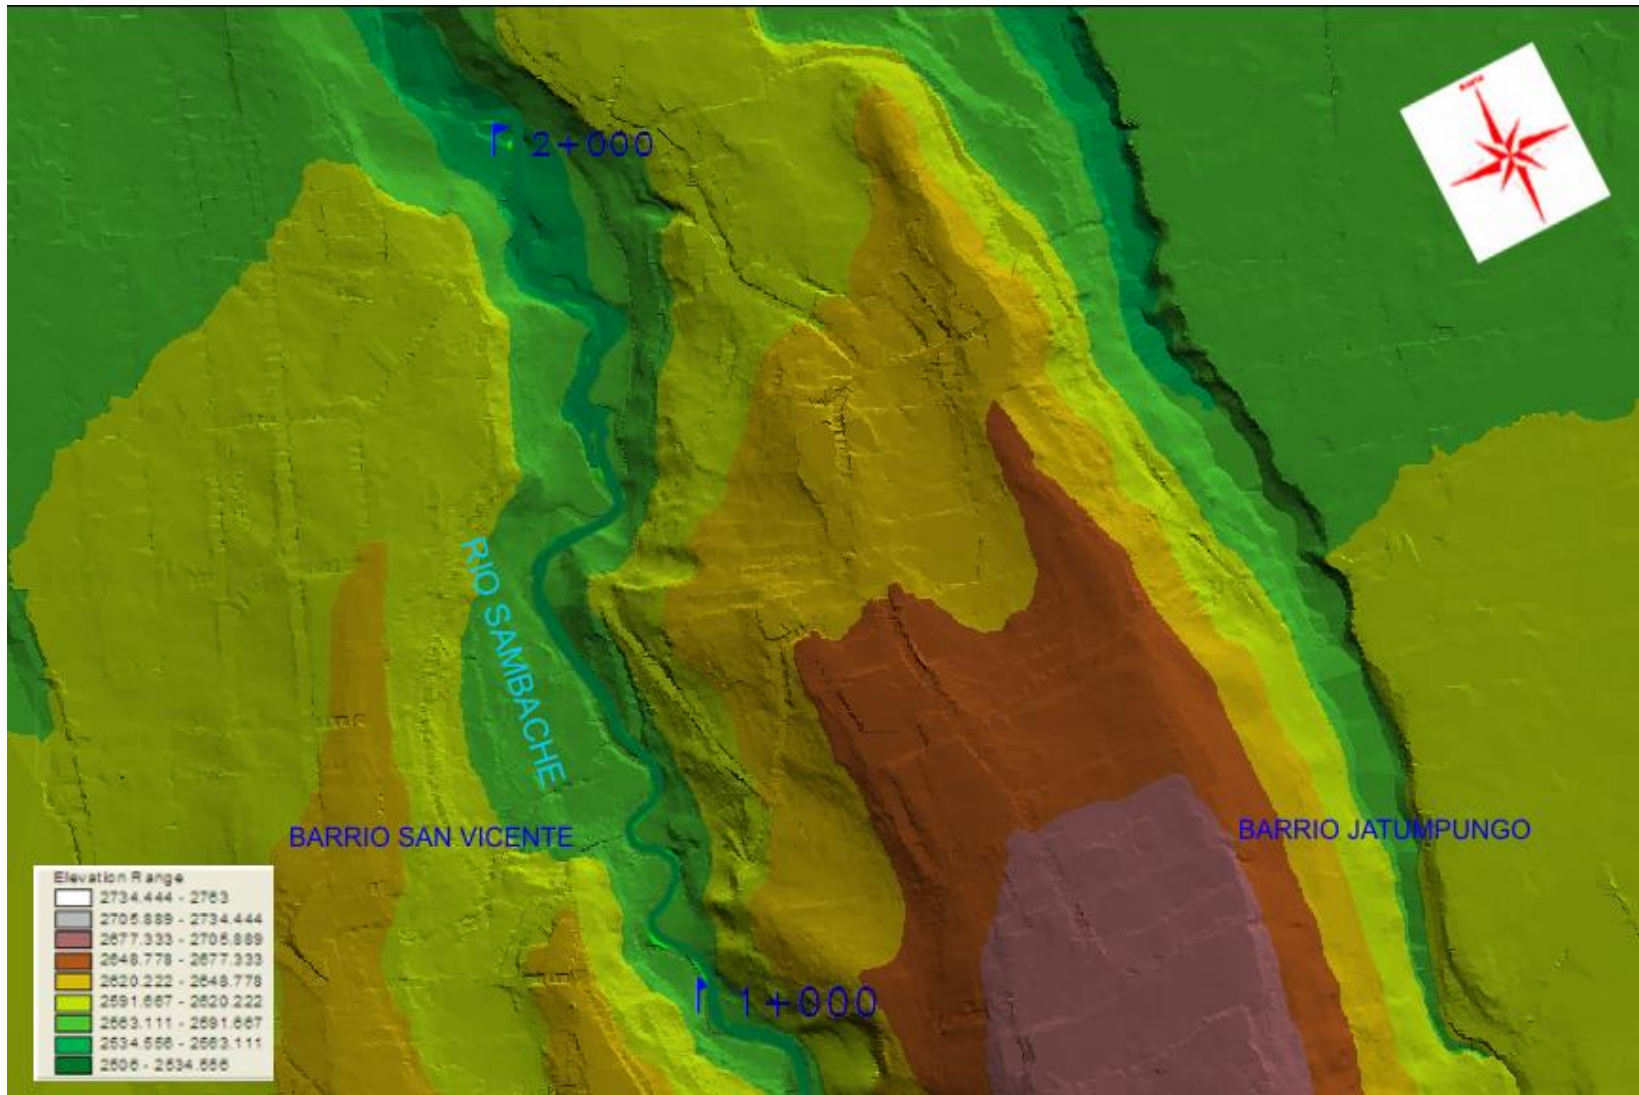 2+000
RIO SAMBACHE
BARRIO SAN VICENTE
BARRIO JATUMPUNGO
1+000
Elevation Range
2734.444 - 2763
2705.889 - 2734.444
2677.333 - 2705.889
2648.778 - 2677.333
2620.222 - 2648.778
2591.667 - 2620.222
2563.111 - 2591.667
2534.556 - 2563.111
2506 - 2534.556